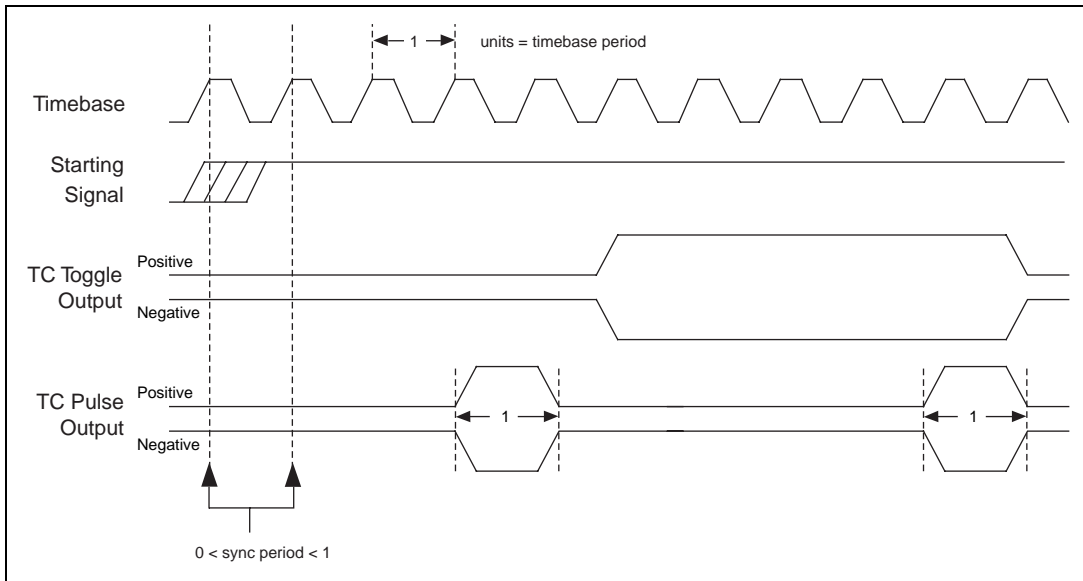 1
units = timebase period
Timebase
Starting
Signal
Positive
TC Toggle
Output
Negative
Positive
TC Pulse
Output
Negative
1
1
0 < sync period < 1